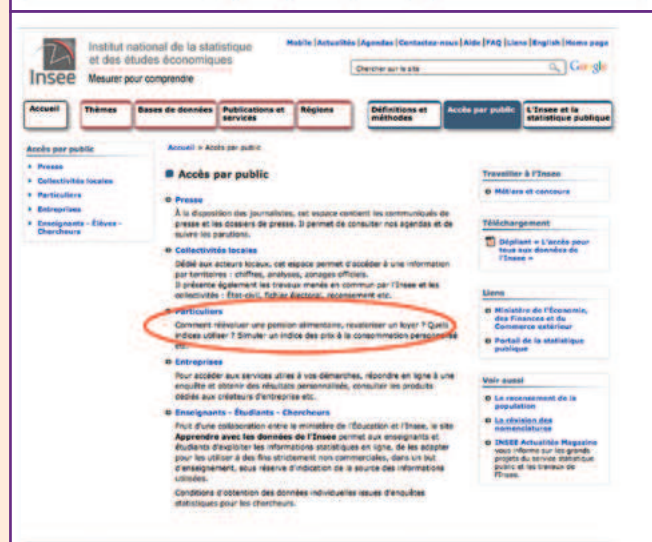 Institut national de la statistique
et des études économiques
Mesurer pour comprendre
Insee
Mobile | Actualités | Agendas | Contactez-nous | Aide | FAQ | Liens | English | Home page
Chercher sur le site
Google
Accueil
Thèmes
Bases de données
Publications et
services
Régions
Définitions et
méthodes
Accès par public
L'Insee et la
statistique publique
Accès par public
Presse
Collectivités locales
Particuliers
Entreprises
Enseignants - Élèves -
Chercheurs
Accueil > Accès par public
Accès par public
Presse
À la disposition des journalistes, cet espace contient les communiqués de
presse et les dossiers de presse. Il permet de consulter nos agendas et de
suivre les parutions.
Collectivités locales
Dédié aux acteurs locaux, cet espace permet d'accéder à une information
par territoires : chiffres, analyses, zonages officiels.
Il présente également les travaux menés en commun par l'Insee et les
collectivités : État-civil, fichier électoral, recensement etc.
Particuliers
Comment réévaluer une pension alimentaire, revaloriser un loyer ? Quels
indices utiliser ? Simuler un indice des prix à la consommation personnalisé
etc.
Entreprises
Pour accéder aux services utiles à vos démarches, répondre en ligne à une
enquête et obtenir des résultats personnalisés, consulter les produits
dédiés aux créateurs d'entreprise etc.
Enseignants - Étudiants - Chercheurs
Fruit d'une collaboration entre le ministère de l'Éducation et l'Insee, le site
Apprendre avec les données de l'Insee permet aux enseignants et
étudiants d'exploiter les informations statistiques en ligne, de les adapter
pour les utiliser à des fins strictement non commerciales, dans un but
d'enseignement, sous réserve d'indication de la source des informations
utilisées.
Conditions d'obtention des données individuelles issues d'enquêtes
statistiques pour les chercheurs.
Travailler à l'Insee
Métiers et concours
Téléchargement
Dépliant « L'accès pour
tous aux données de
l'Insee »
Liens
Ministère de l'Économie,
des Finances et du
Commerce extérieur
Portail de la statistique
publique
Voir aussi
Le recensement de la
population
La révision des
nomenclatures
INSEE Actualités Magazine
vous informe sur les grands
projets du service statistique
public et les travaux de
l'Insee.